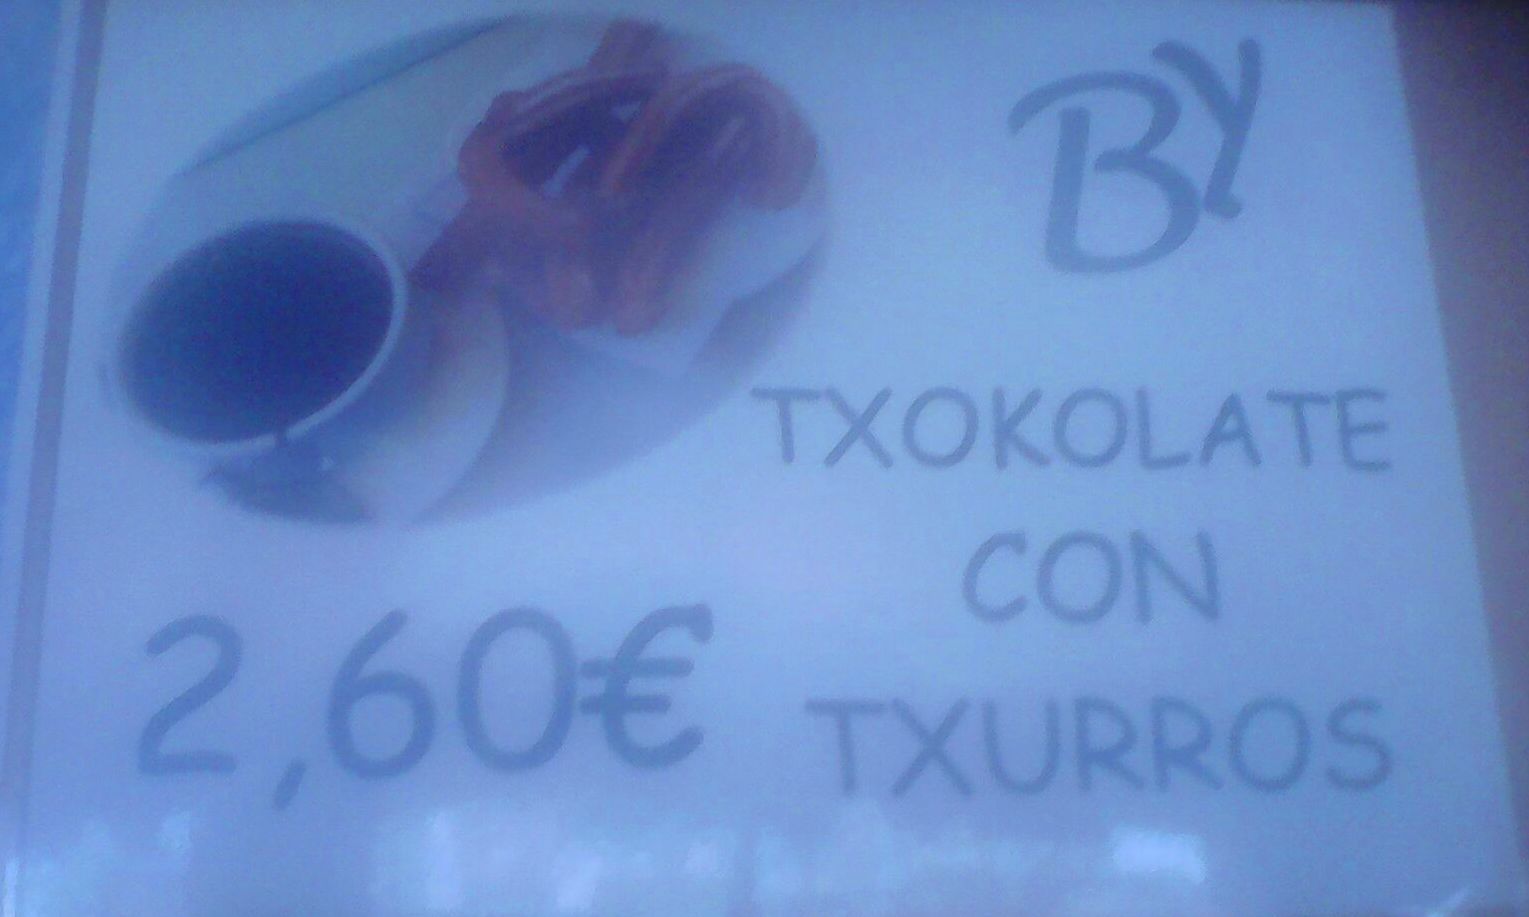 BY
TXOKOLATE
CON
TXURROS
2,60€